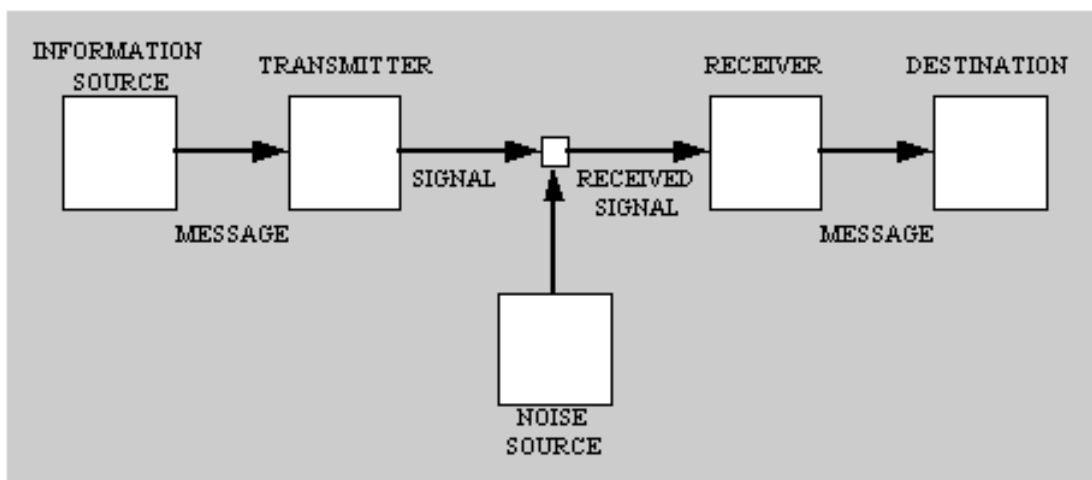 INFORMATION
SOURCE
TRANSMITTER
RECEIVER
DESTINATION
SIGNAL
RECEIVED
SIGNAL
MESSAGE
MESSAGE
NOISE
SOURCE